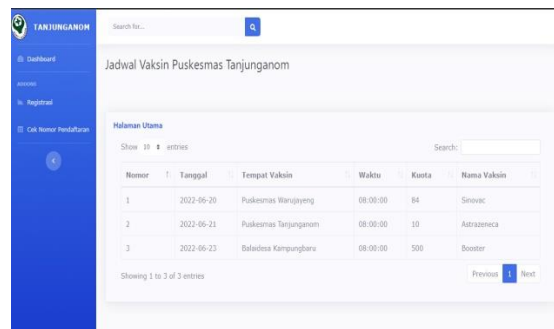 TANJUNGANOM
Search for...
Dashboard
Jadwal Vaksin Puskesmas Tanjunganom
Registrasi
Cek Nomor Pendaftaran
Halaman Utama
Show 10 entries
Search:
Nomor Tanggal Tempat Vaksin Waktu Kuota Nama Vaksin
1 2022-06-20 Puskesmas Warujayeng 08:00:00 84 Sinovac
2 2022-06-21 Puskesmas Tanjunganom 08:00:00 10 Astrazeneca
3 2022-06-23 Balaidesa Kampungbaru 08:00:00 500 Booster
Showing 1 to 3 of 3 entries
Previous 1 Next